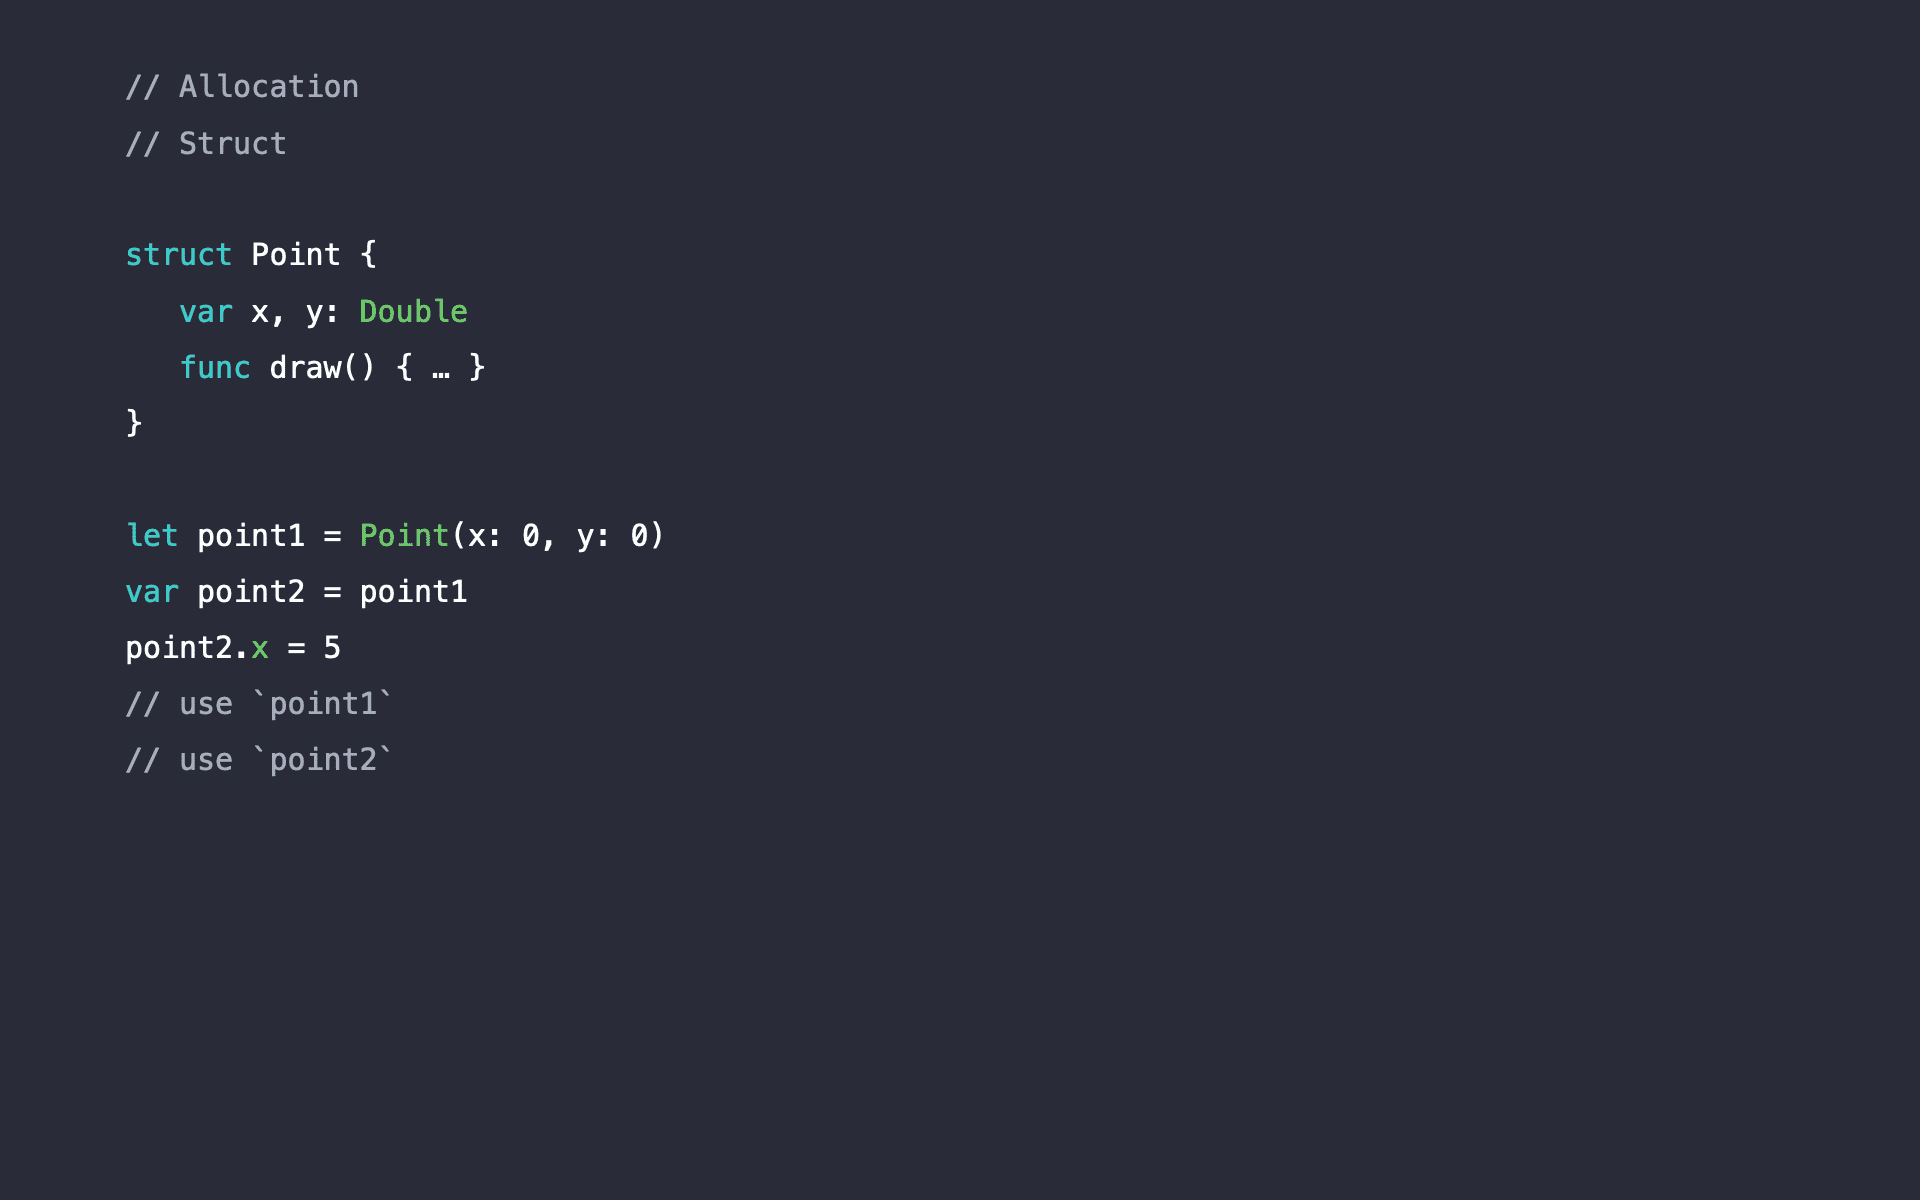 // Allocation
// Struct
struct Point {
   var x, y: Double
   func draw() { … }
}
let point1 = Point(x: 0, y: 0)
var point2 = point1
point2.x = 5
// use `point1`
// use `point2`